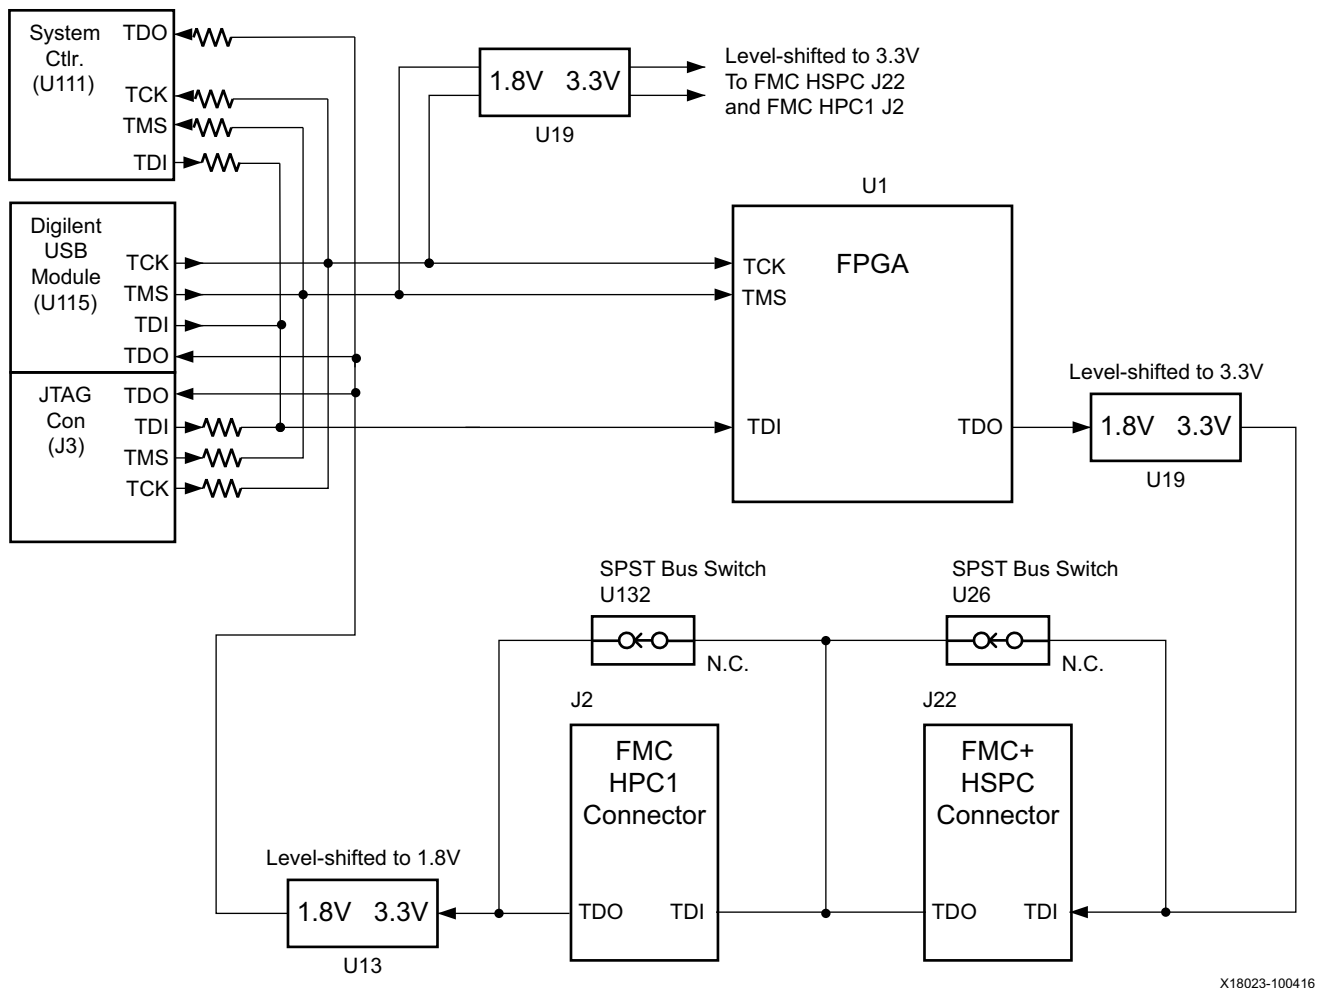 System
Ctlr.
(U111)
TDO
TCK
TMS
TDI
1.8V 3.3V
U19
Level-shifted to 3.3V
To FMC HSPC J22
and FMC HPC1 J2
Digilent
USB
Module
(U115)
TCK
TMS
TDI
TDO
JTAG
Con
(J3)
TDO
TDI
TMS
TCK
U1
FPGA
TCK
TMS
TDI
TDO
Level-shifted to 3.3V
1.8V 3.3V
U19
SPST Bus Switch
U132
N.C.
SPST Bus Switch
U26
N.C.
J2
FMC
HPC1
Connector
TDO
TDI
J22
FMC+
HSPC
Connector
TDO
TDI
Level-shifted to 1.8V
1.8V 3.3V
U13
X18023-100416